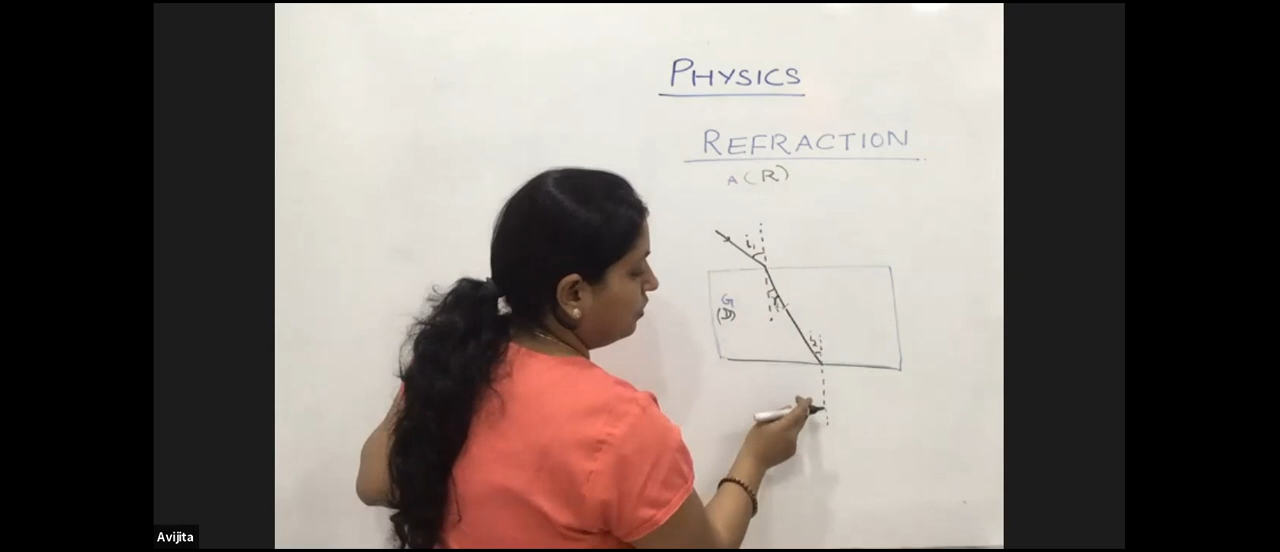 PHYSICS
REFRACTION
A (R)
i
G
(D)
Avijita